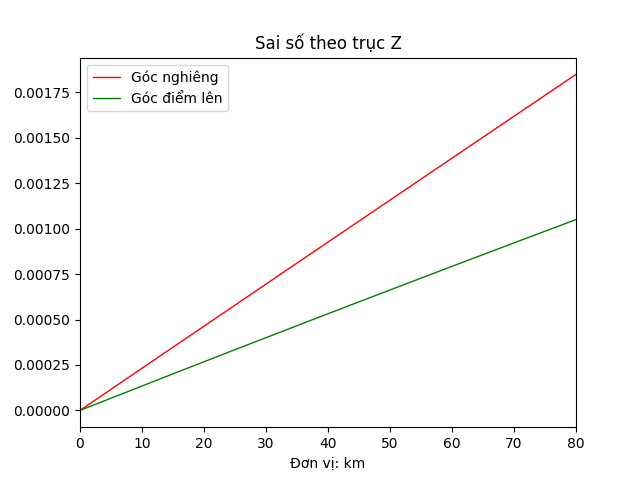 Sai số theo trục Z
Góc nghiêng
Góc điểm lên
0.00175
0.00150
0.00125
0.00100
0.00075
0.00050
0.00025
0.00000
0 10 20 30 40 50 60 70 80
Đơn vị: km